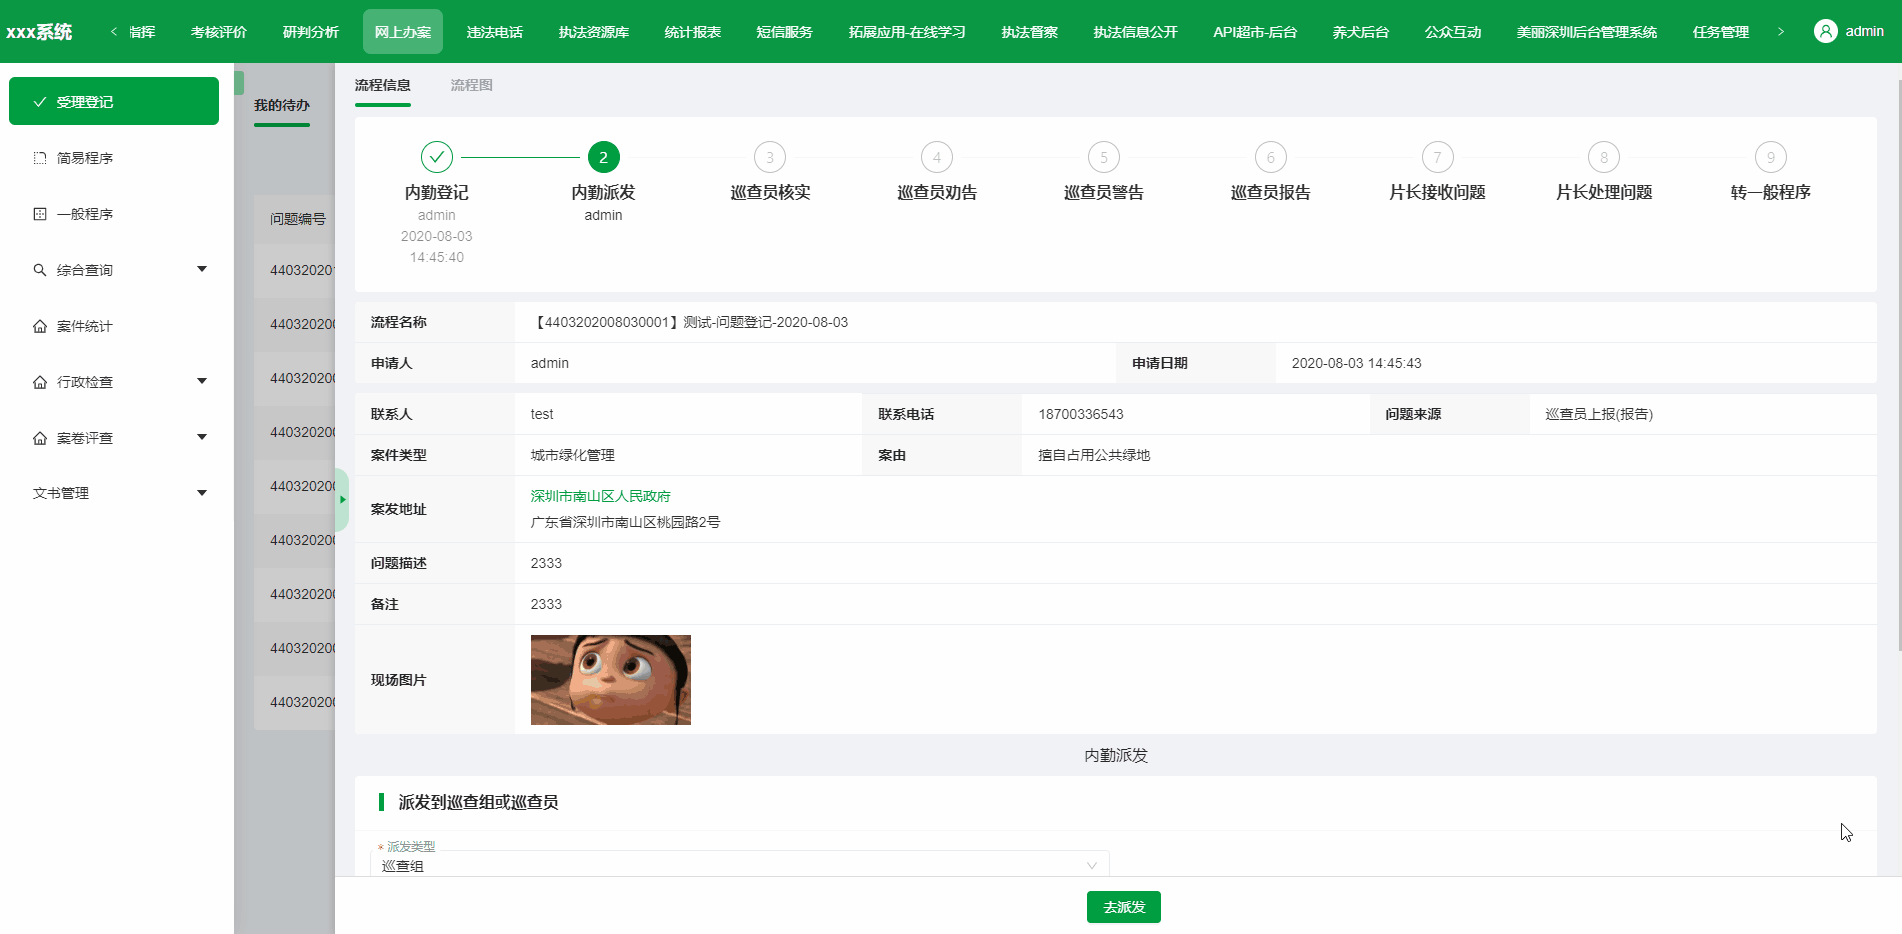 xxx系统
指挥 考核评价 研判分析 网上办案 违法电话 执法资源库 统计报表 短信服务 拓展应用-在线学习 执法督察 执法信息公开 API超市-后台 养犬后台 公众互动 美丽深圳后台管理系统 任务管理 admin
受理登记
简易程序
一般程序
综合查询
案件统计
行政检查
案卷评查
文书管理
我的待办
问题编号
44032020
44032020
44032020
44032020
44032020
44032020
44032020
44032020
44032020
流程信息 流程图
2 3 4 5 6 7 8 9
内勤登记 内勤派发 巡查员核实 巡查员劝告 巡查员警告 巡查员报告 片长接收问题 片长处理问题 转一般程序
admin admin
2020-08-03
14:45:40
流程名称 【4403202008030001】测试-问题登记-2020-08-03
申请人 admin 申请日期 2020-08-03 14:45:43
联系人 test 联系电话 18700336543 问题来源 巡查员上报(报告)
案件类型 城市绿化管理 案由 擅自占用公共绿地
案发地址 深圳市南山区人民政府
广东省深圳市南山区桃园路2号
问题描述 2333
备注 2333
现场图片
内勤派发
派发到巡查组或巡查员
* 派发类型
巡查组
去派发